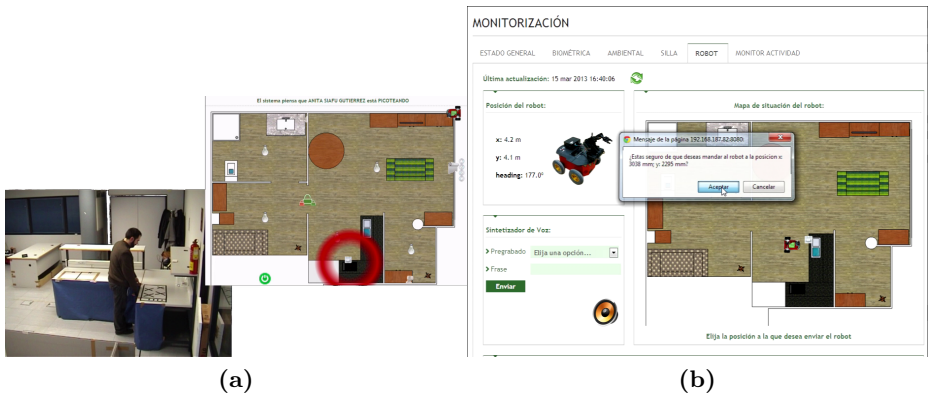 El sistema piensa que ANITA SIAFU GUTIERREZ está PICOTEANDO
(a)
MONITORIZACIÓN
ESTADO GENERAL BIOMÉTRICA AMBIENTAL SILLA ROBOT MONITOR ACTIVIDAD
Última actualización: 15 mar 2013 16:40:06
Posición del robot:
x: 4.2 m
y: 4.1 m
heading: 177.0°
Mapa de situación del robot:
Mensaje de la página 192.168.187.82:8080:
¿Estas seguro de que deseas mandar al robot a la posicion x:
3038 mm; y: 2295 mm?
Aceptar Cancelar
Sintetizador de Voz:
Pregrabado Elija una opción...
Frase
Enviar
Elija la posición a la que desea enviar el robot
(b)